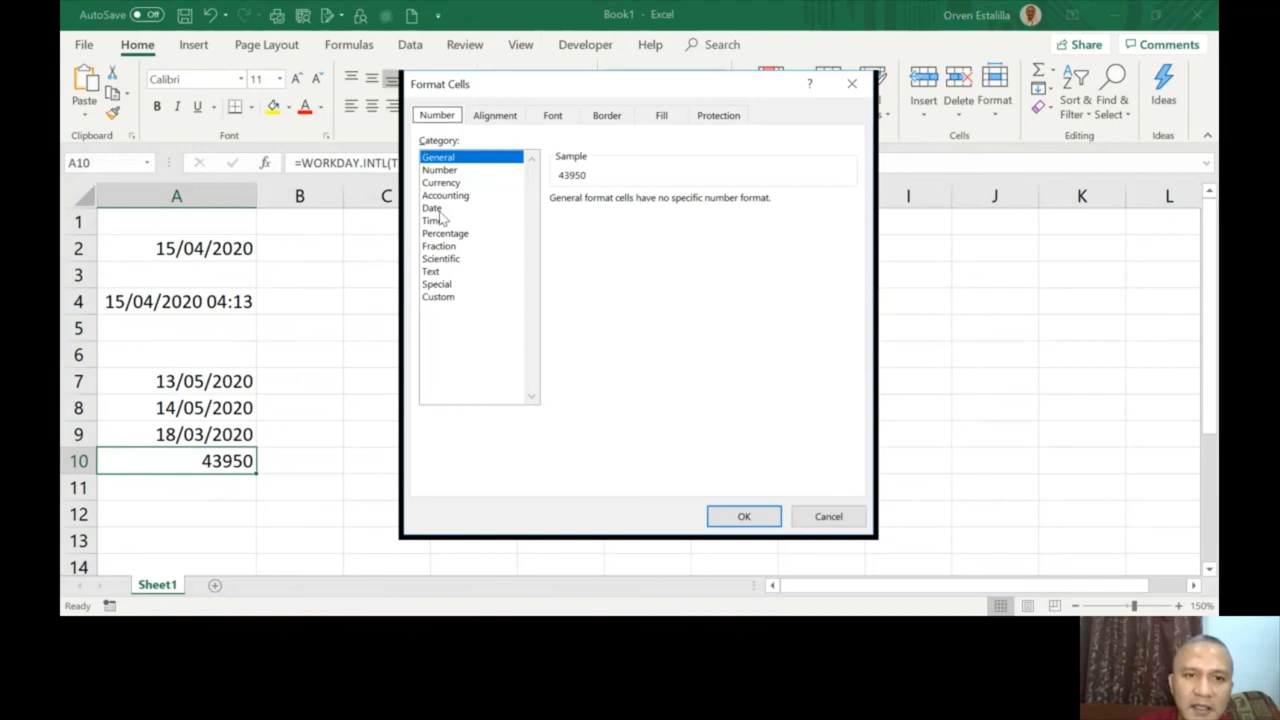 AutoSave Off Book1 - Excel Orven Estalilla
File Home Insert Page Layout Formulas Data Review View Developer Help Search Share Comments
Paste Calibri 11 Insert Delete Format Sort & Filter Find & Select Ideas
Clipboard Font Cells Editing Ideas
A10 fx =WORKDAY.INTL(T
Format Cells ?
Number Alignment Font Border Fill Protection
Category:
General
Number
Currency
Accounting
Date
Time
Percentage
Fraction
Scientific
Text
Special
Custom
Sample
43950
General format cells have no specific number format.
OK Cancel
A B C I J K L
1
2 15/04/2020
3
4 15/04/2020 04:13
5
6
7 13/05/2020
8 14/05/2020
9 18/03/2020
10 43950
11
12
13
14
Sheet1
Ready 150%